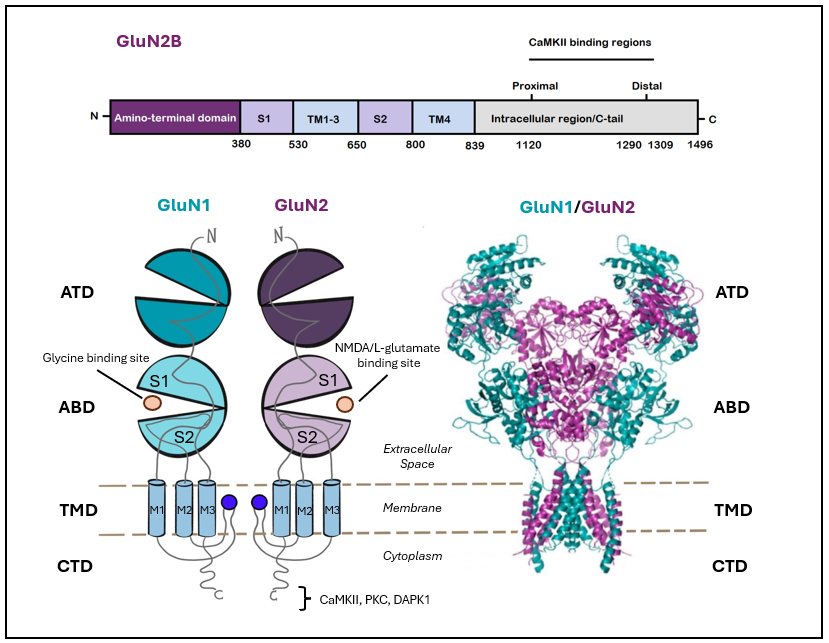 GluN2B
CaMKII binding regions
Proximal Distal
N Amino-terminal domain S1 TM1-3 S2 TM4 Intracellular region/C-tail C
380 530 650 800 839 1120 1290 1309 1496
GluN1 GluN2 GluN1/GluN2
N N
ATD ATD
Glycine binding site
NMDA/L-glutamate
binding site
S1 S1
ABD ABD
S2 S2
Extracellular
Space
TMD M1 M2 M3 M1 M2 M3 Membrane TMD
CTD Cytoplasm CTD
C C
CaMKII, PKC, DAPK1